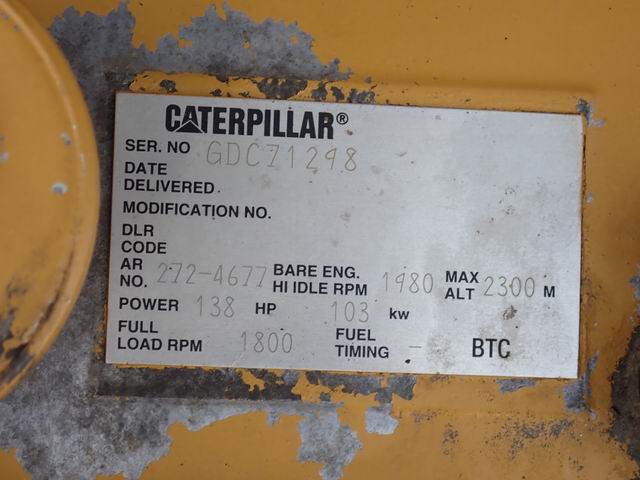 CATERPILLAR®
SER. NO GDC71298
DATE
DELIVERED.
MODIFICATION NO.
DLR
CODE
AR
NO. 272-4677 BARE ENG. HI IDLE RPM 1980 MAX ALT 2300 M
POWER 138 HP 103 kw
FULL LOAD RPM 1800 FUEL TIMING - BTC